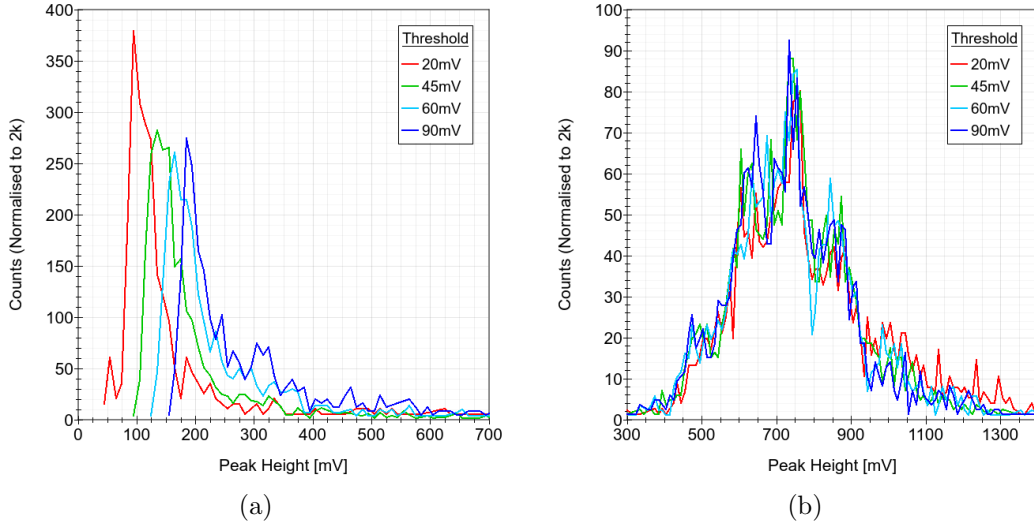 400
350
300
250
200
150
100
50
0
0
100
200
300
400
500
600
700
Counts (Normalised to 2k)
Peak Height [mV]
Threshold
20mV
45mV
60mV
90mV
(a)
100
90
80
70
60
50
40
30
20
10
0
300
500
700
900
1100
1300
Counts (Normalised to 2k)
Peak Height [mV]
Threshold
20mV
45mV
60mV
90mV
(b)